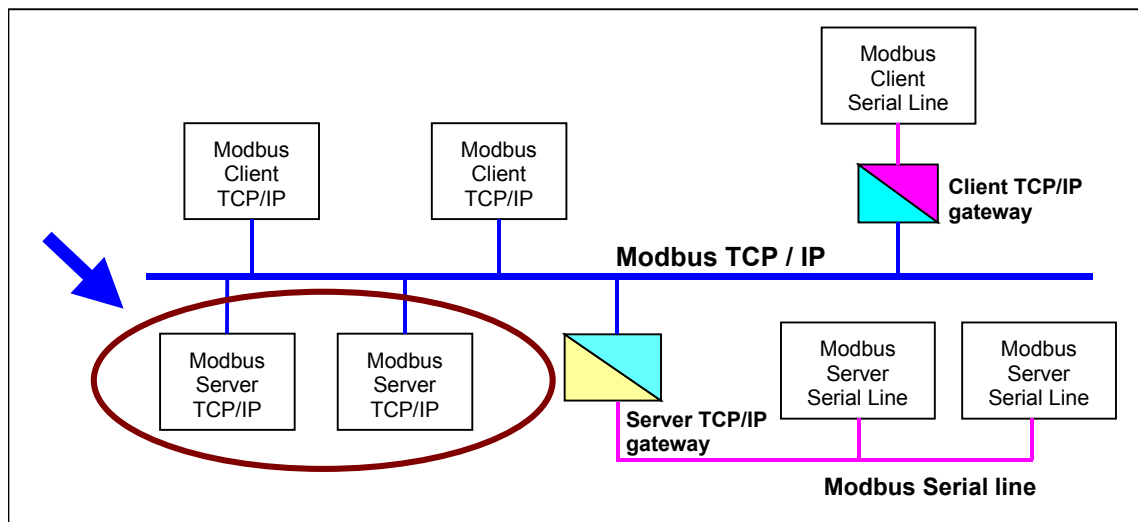 Modbus
Client
Serial Line
Modbus
Client
TCP/IP
Modbus
Client
TCP/IP
Client TCP/IP
gateway
Modbus TCP / IP
Modbus
Server
TCP/IP
Modbus
Server
TCP/IP
Server TCP/IP
gateway
Modbus
Server
Serial Line
Modbus
Server
Serial Line
Modbus Serial line